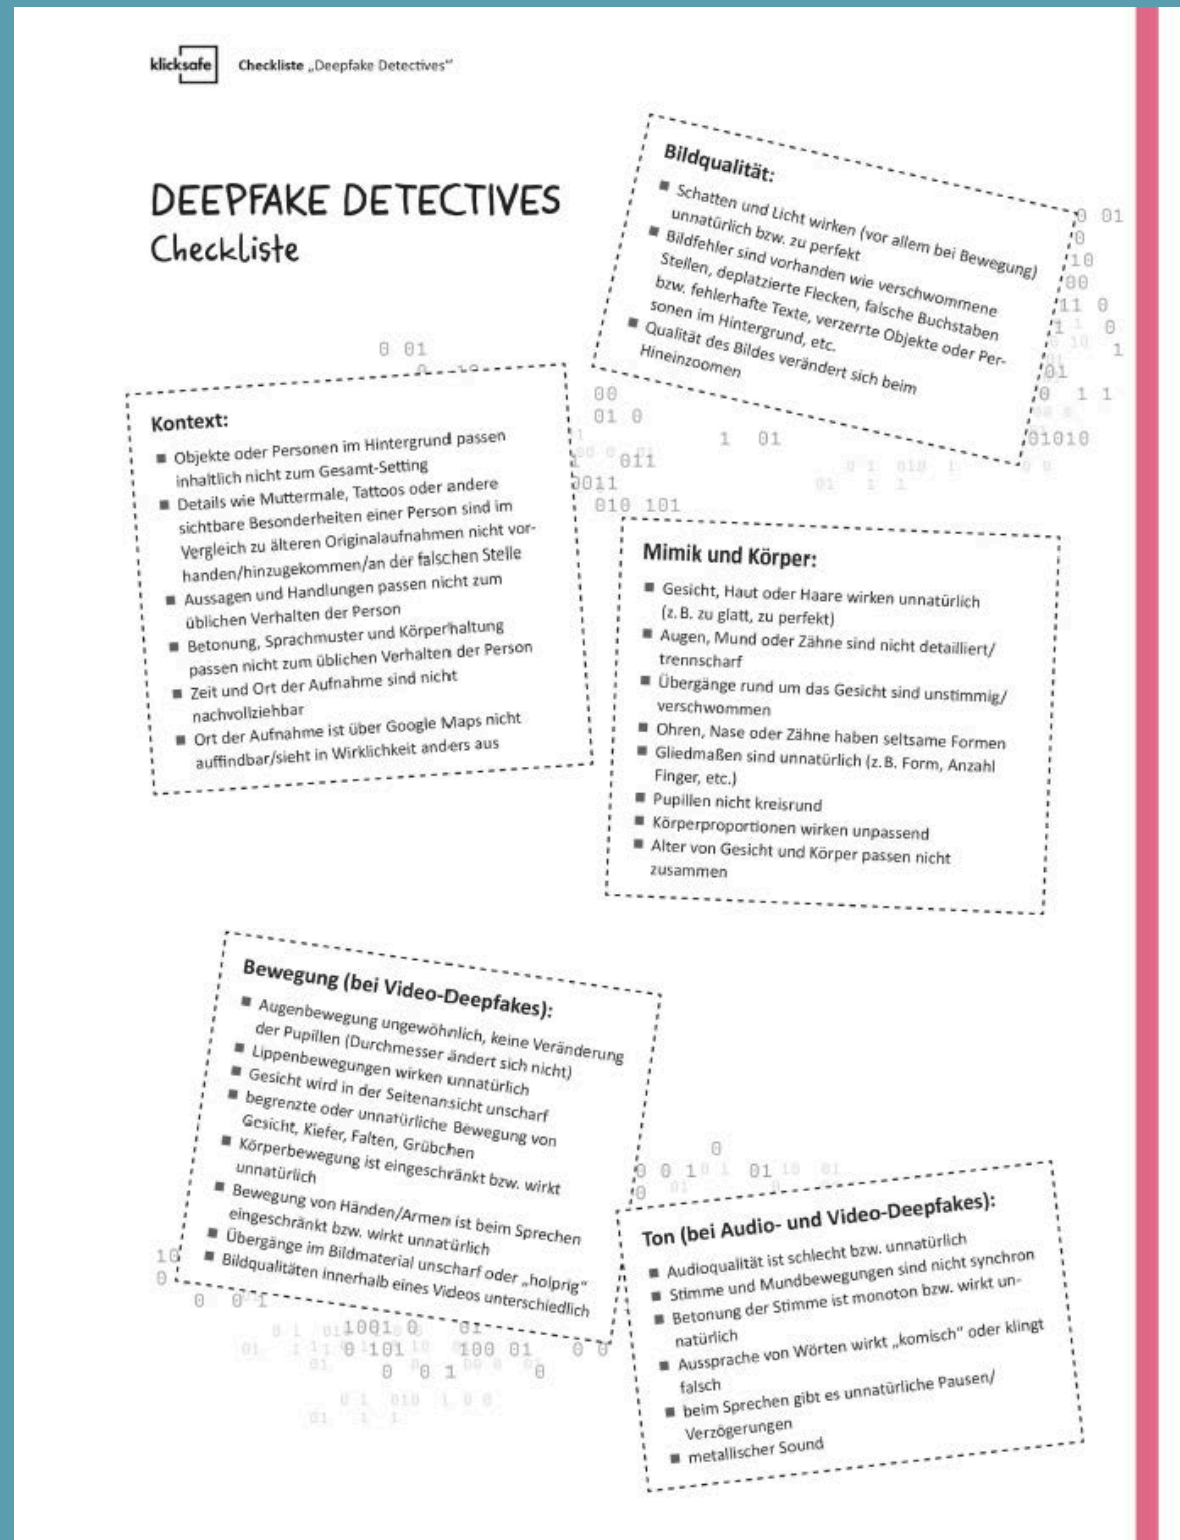 klicksafe
Checkliste „Deepfake Detectives“
DEEPFAKE DETECTIVES
Checkliste
Bildqualität:
■ Schatten und Licht wirken (vor allem bei Bewegung)
unnatürlich bzw. zu perfekt
■ Bildfehler sind vorhanden wie verschwommene
Stellen, deplatzierte Flecken, falsche Buchstaben
bzw. fehlerhafte Texte, verzerrte Objekte oder Per-
sonen im Hintergrund, etc.
■ Qualität des Bildes verändert sich beim
Hineinzoomen
Kontext:
■ Objekte oder Personen im Hintergrund passen
inhaltlich nicht zum Gesamt-Setting
■ Details wie Muttermale, Tattoos oder andere
sichtbare Besonderheiten einer Person sind im
Vergleich zu älteren Originalaufnahmen nicht vor-
handen/hinzugekommen/an der falschen Stelle
■ Aussagen und Handlungen passen nicht zum
üblichen Verhalten der Person
■ Betonung, Sprachmuster und Körperhaltung
passen nicht zum üblichen Verhalten der Person
■ Zeit und Ort der Aufnahme sind nicht
nachvollziehbar
■ Ort der Aufnahme ist über Google Maps nicht
auffindbar/sieht in Wirklichkeit anders aus
Mimik und Körper:
■ Gesicht, Haut oder Haare wirken unnatürlich
(z. B. zu glatt, zu perfekt)
■ Augen, Mund oder Zähne sind nicht detailliert/
trennscharf
■ Übergänge rund um das Gesicht sind unstimmig/
verschwommen
■ Ohren, Nase oder Zähne haben seltsame Formen
■ Gliedmaßen sind unnatürlich (z. B. Form, Anzahl
Finger, etc.)
■ Pupillen nicht kreisrund
■ Körperproportionen wirken unpassend
■ Alter von Gesicht und Körper passen nicht
zusammen
Bewegung (bei Video-Deepfakes):
■ Augenbewegung ungewöhnlich, keine Veränderung
der Pupillen (Durchmesser ändert sich nicht)
■ Lippenbewegungen wirken unnatürlich
■ Gesicht wird in der Seitenansicht unscharf
■ begrenzte oder unnatürliche Bewegung von
Gesicht, Kiefer, Falten, Grübchen
■ Körperbewegung ist eingeschränkt bzw. wirkt
unnatürlich
■ Bewegung von Händen/Armen ist beim Sprechen
eingeschränkt bzw. wirkt unnatürlich
■ Übergänge im Bildmaterial unscharf oder „holprig“
■ Bildqualitäten innerhalb eines Videos unterschiedlich
Ton (bei Audio- und Video-Deepfakes):
■ Audioqualität ist schlecht bzw. unnatürlich
■ Stimme und Mundbewegungen sind nicht synchron
■ Betonung der Stimme ist monoton bzw. wirkt un-
natürlich
■ Aussprache von Wörten wirkt „komisch“ oder klingt
falsch
■ beim Sprechen gibt es unnatürliche Pausen/
Verzögerungen
■ metallischer Sound